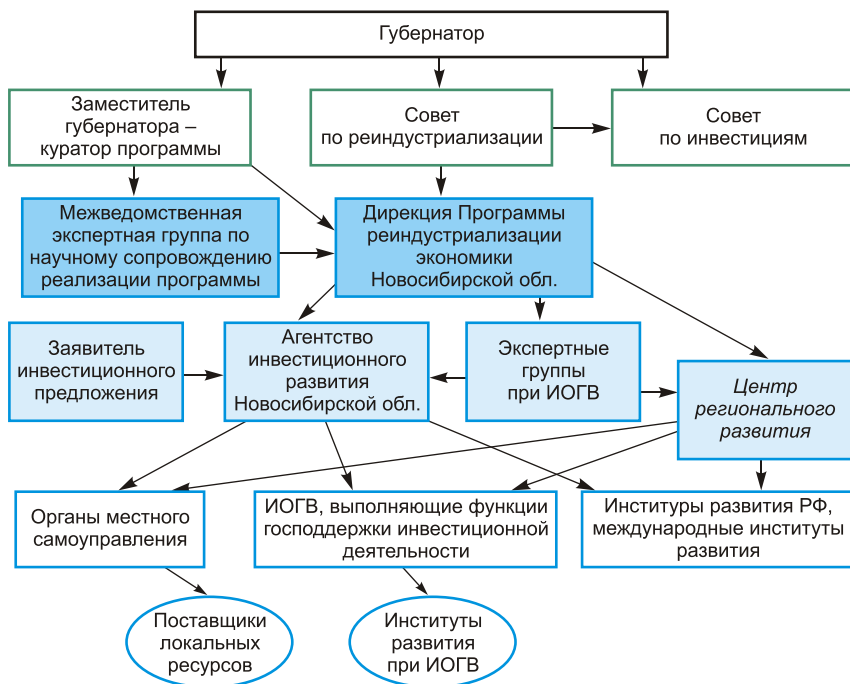 Губернатор
Заместитель
губернатора –
куратор программы
Совет
по реиндустриализации
Совет
по инвестициям
Межведомственная
экспертная группа по
научному сопровождению
реализации программы
Дирекция Программы
реиндустриализации
экономики
Новосибирской обл.
Заявитель
инвестиционного
предложения
Агентство
инвестиционного
развития
Новосибирской обл.
Экспертные
группы
при ИОГВ
Центр
регионального
развития
Органы местного
самоуправления
ИОГВ, выполняющие функции
господдержки инвестиционной
деятельности
Институры развития РФ,
международные институты
развития
Поставщики
локальных
ресурсов
Институты
развития
при ИОГВ